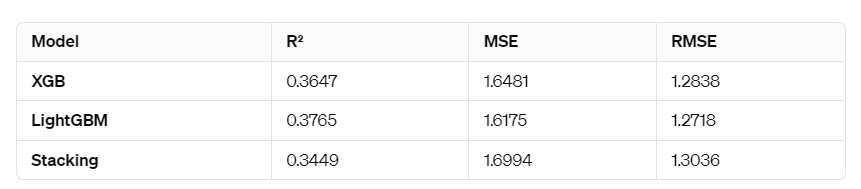 Model R² MSE RMSE
XGB 0.3647 1.6481 1.2838
LightGBM 0.3765 1.6175 1.2718
Stacking 0.3449 1.6994 1.3036